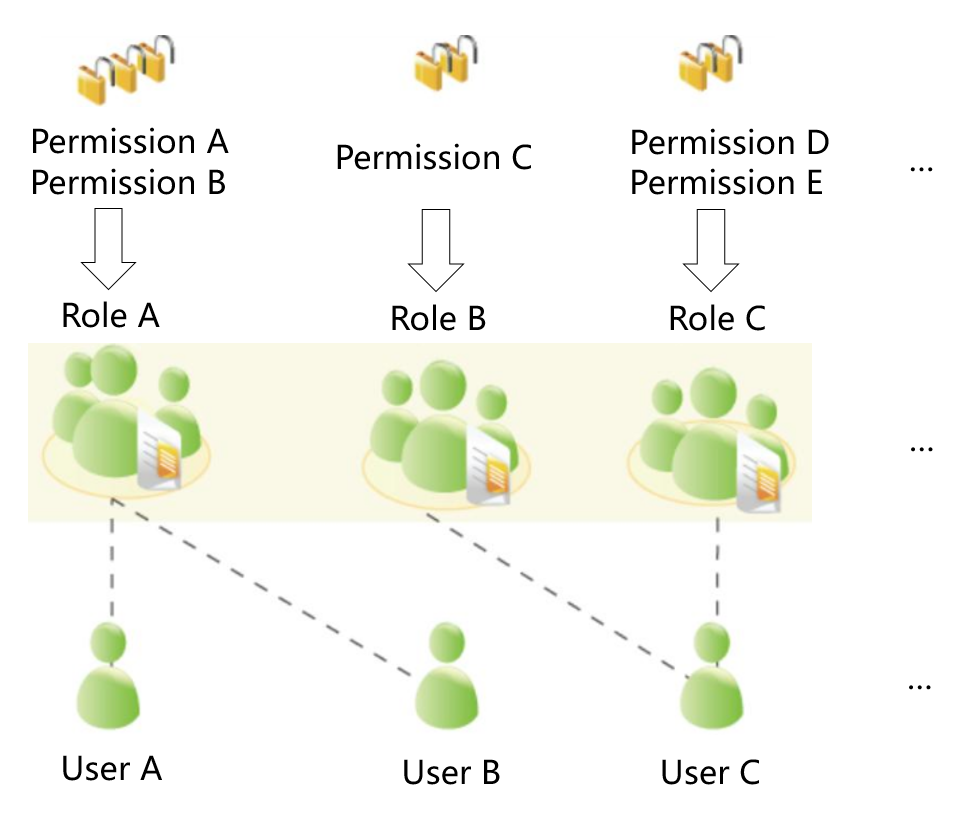 Permission A
Permission B
Permission C
Permission D
Permission E
...
Role A
Role B
Role C
...
User A
User B
User C
...